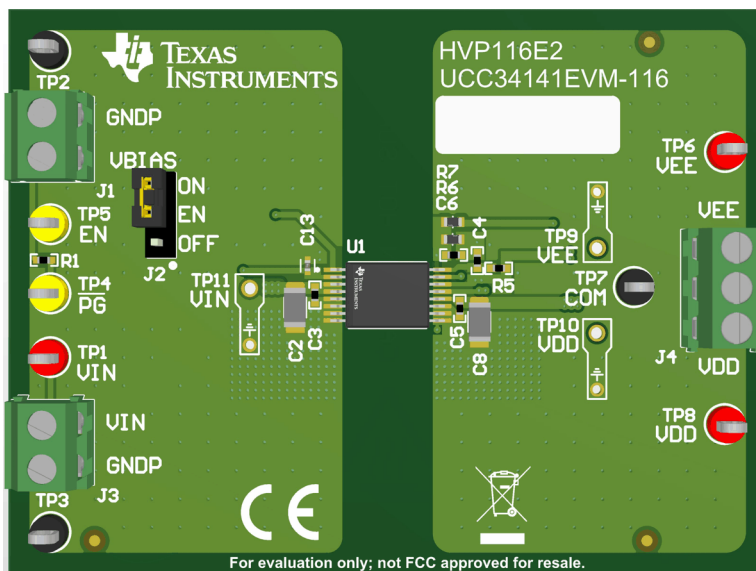 TEXAS
INSTRUMENTS
HVP116E2
UCC34141EVM-116
TP2
GNDP
J1
VBIAS
ON
EN
OFF
J2
TP5
EN
R1
TP4
PG
TP1
VIN
VIN
GNDP
J3
TP3
C13
U1
TEXAS
INSTRUMENTS
TP11
VIN
C2
C3
R7
R6
C6
C4
R5
C5
C8
TP9
VEE
TP7
COM
TP10
VDD
TP6
VEE
VEE
J4
VDD
TP8
VDD
CE
For evaluation only; not FCC approved for resale.